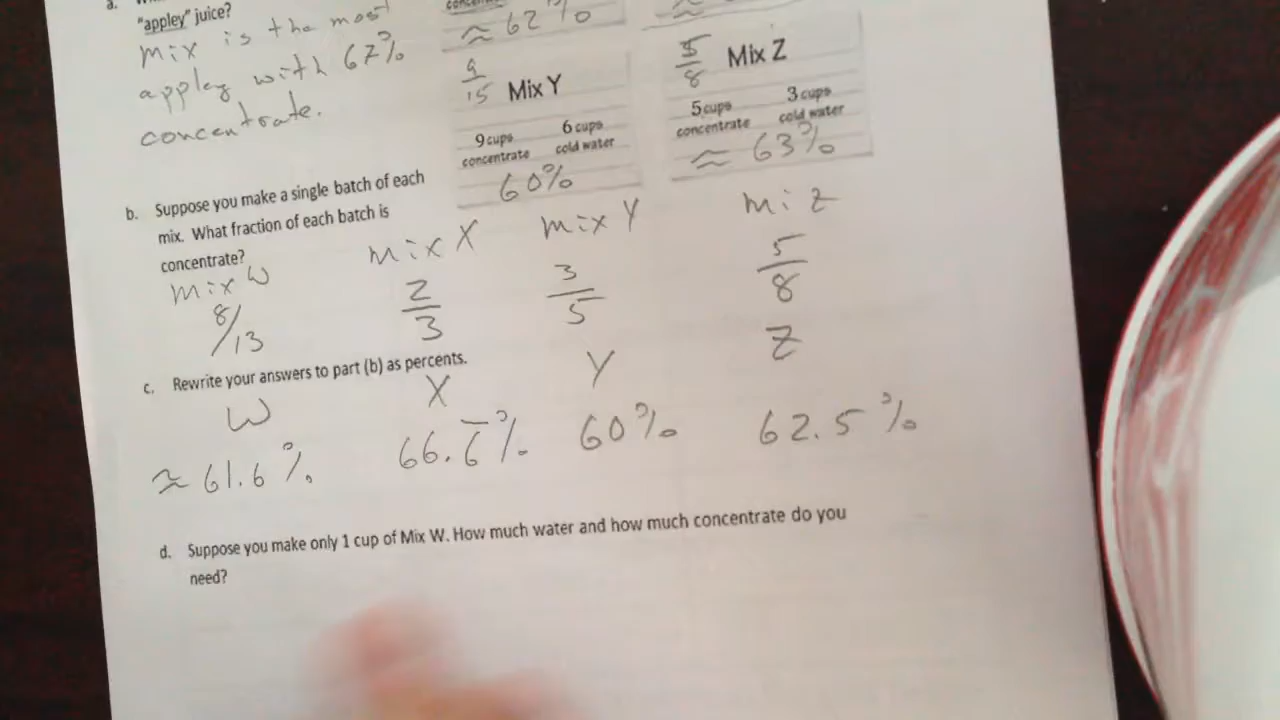 a.
"appley" juice?
mix is the most
appley with 67%
concentrate.
≈ 62%
≈
9/15 Mix Y
9 cups 6 cups
concentrate cold water
60%
5/8 Mix Z
5 cups 3 cups
concentrate cold water
≈ 63%
b. Suppose you make a single batch of each
mix. What fraction of each batch is
concentrate?
mix W mix X mix Y mi Z
8/13 2/3 3/5 5/8
c. Rewrite your answers to part (b) as percents.
W X Y Z
≈ 61.6% 66.6̅% 60% 62.5%
d. Suppose you make only 1 cup of Mix W. How much water and how much concentrate do you
need?